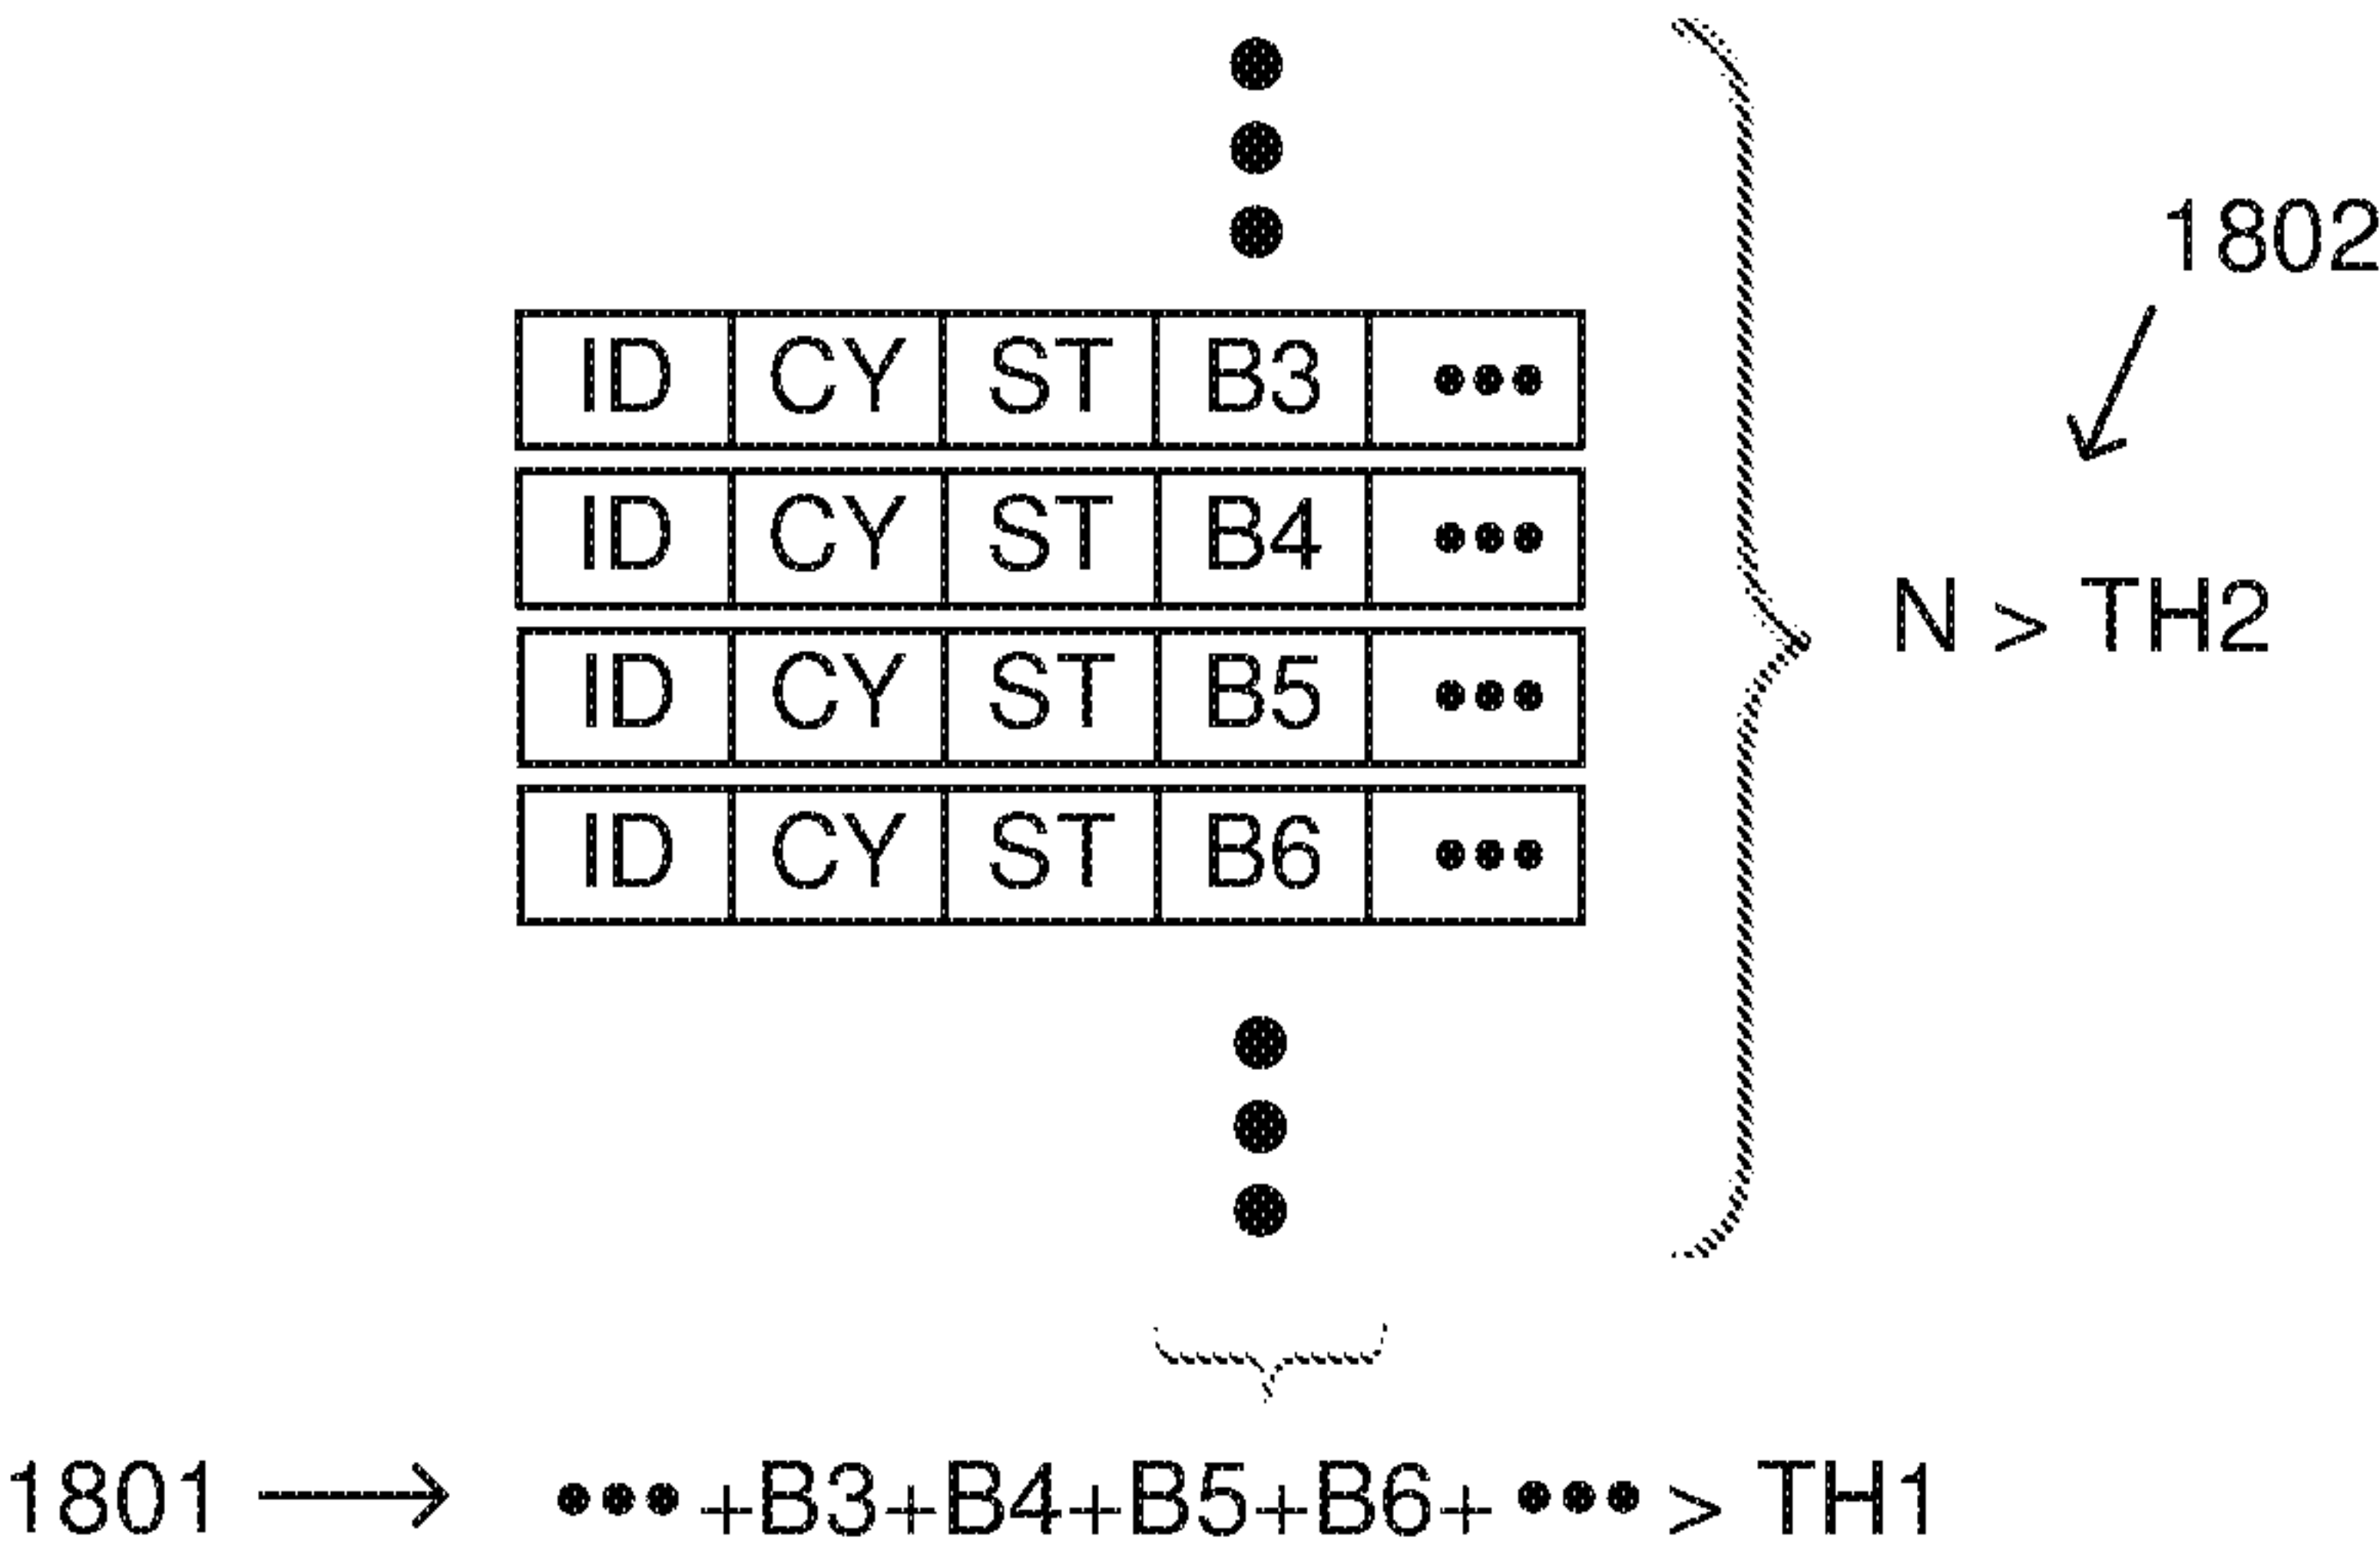 1802
ID CY ST B3 •••
ID CY ST B4 •••
N > TH2
ID CY ST B5 •••
ID CY ST B6 •••
1801 ••• +B3+B4+B5+B6+ ••• > TH1